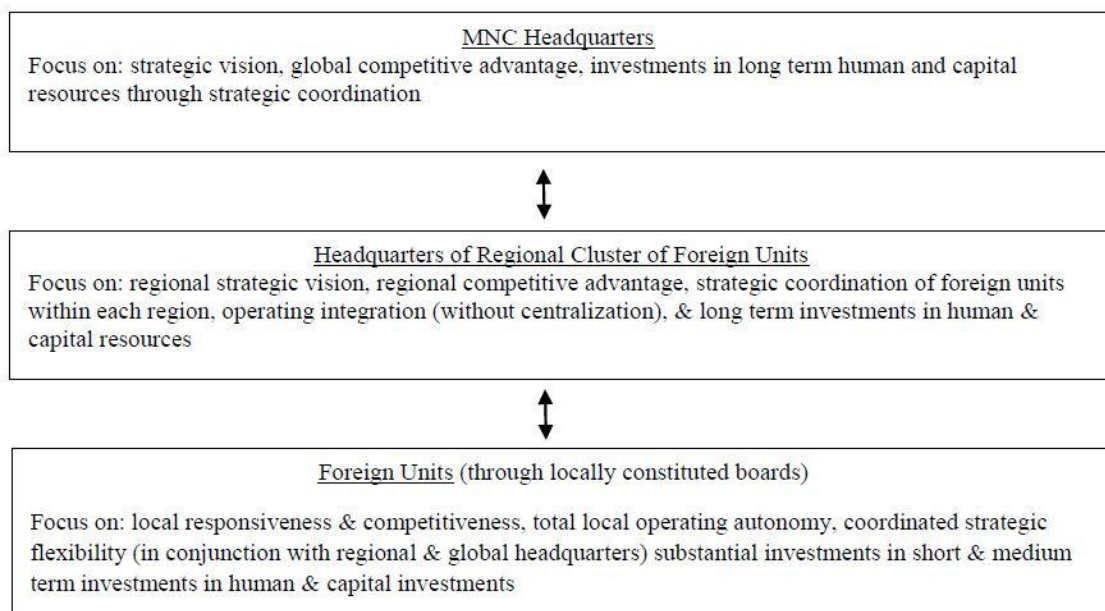 MNC Headquarters
Focus on: strategic vision, global competitive advantage, investments in long term human and capital
resources through strategic coordination
Headquarters of Regional Cluster of Foreign Units
Focus on: regional strategic vision, regional competitive advantage, strategic coordination of foreign units
within each region, operating integration (without centralization), & long term investments in human &
capital resources
Foreign Units (through locally constituted boards)
Focus on: local responsiveness & competitiveness, total local operating autonomy, coordinated strategic
flexibility (in conjunction with regional & global headquarters) substantial investments in short & medium
term investments in human & capital investments